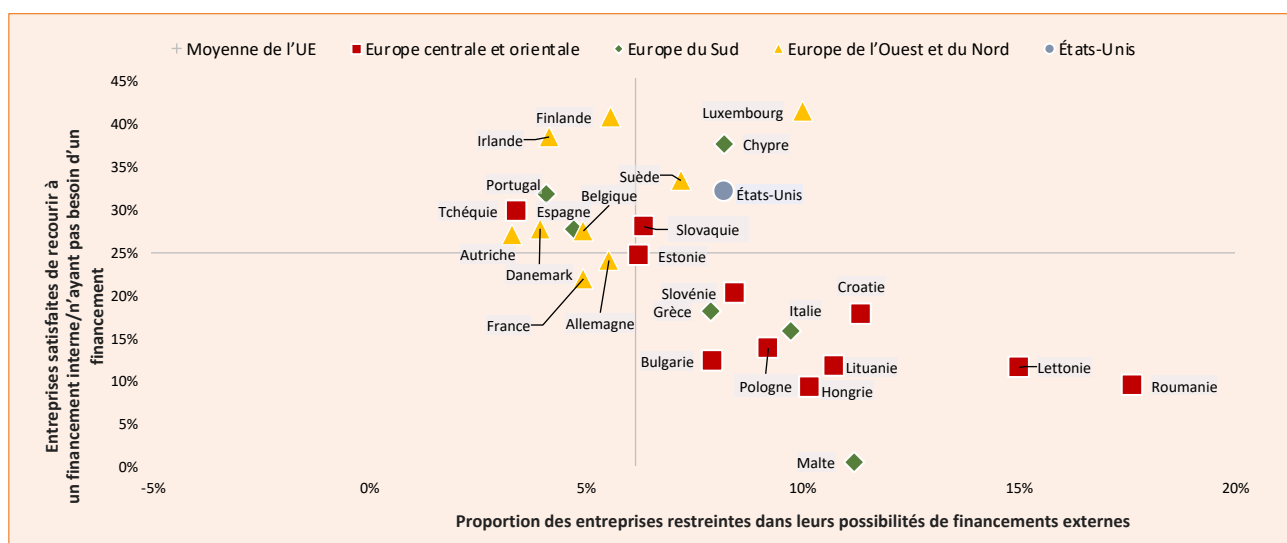 Moyenne de l’UE
Europe centrale et orientale
Europe du Sud
Europe de l’Ouest et du Nord
États-Unis
Entreprises satisfaites de recourir à
un financement interne/n’ayant pas besoin d’un
financement
45%
40%
35%
30%
25%
20%
15%
10%
5%
0%
Finlande
Luxembourg
Irlande
Chypre
Suède
Portugal
Belgique
États-Unis
Tchéquie
Espagne
Slovaquie
Autriche
Estonie
Danemark
Croatie
Slovénie
Grèce
Italie
France
Allemagne
Bulgarie
Lituanie
Lettonie
Pologne
Hongrie
Roumanie
Malte
-5%
0%
5%
10%
15%
20%
Proportion des entreprises restreintes dans leurs possibilités de financements externes